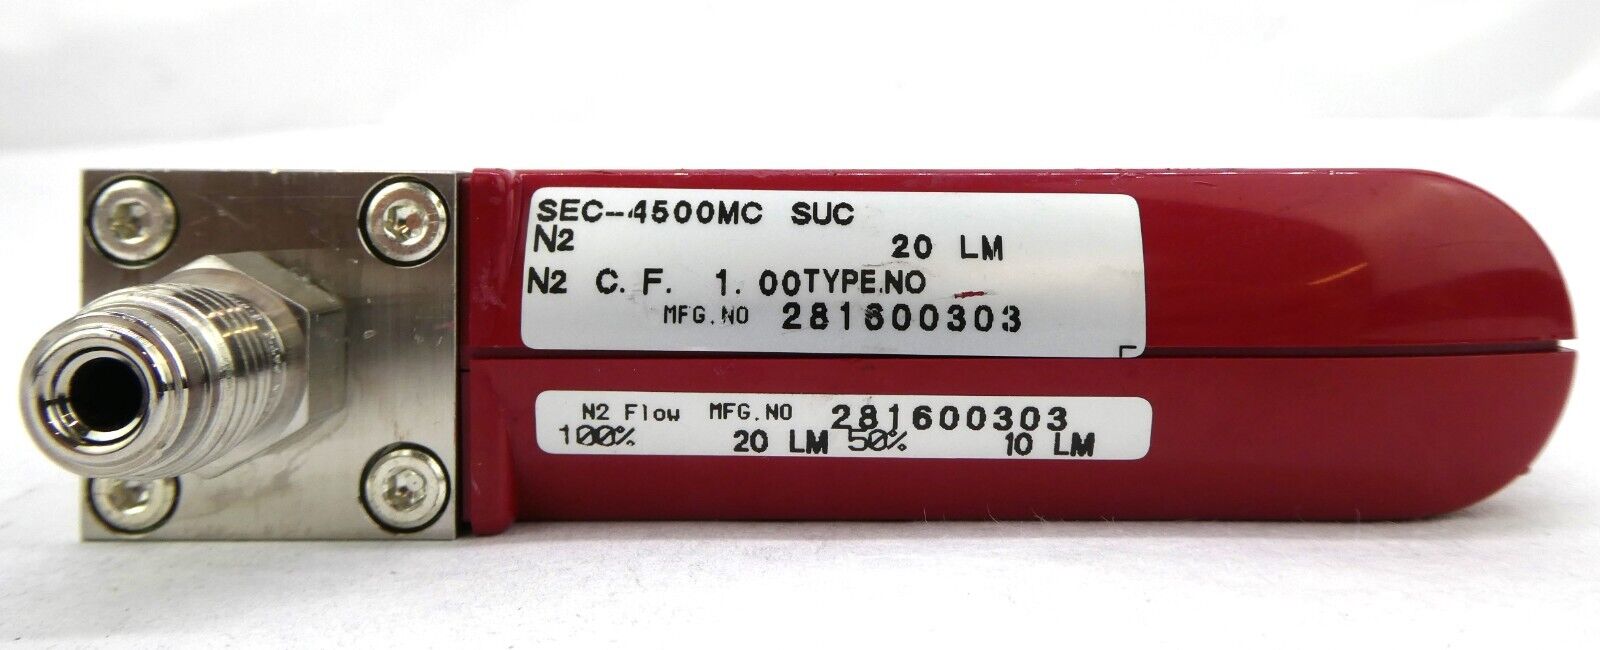 SEC-4500MC SUC
N2 20 LM
N2 C.F. 1.00TYPE.NO
MFG.NO 281600303
N2 Flow MFG.NO 281600303
100% 20 LM 50% 10 LM